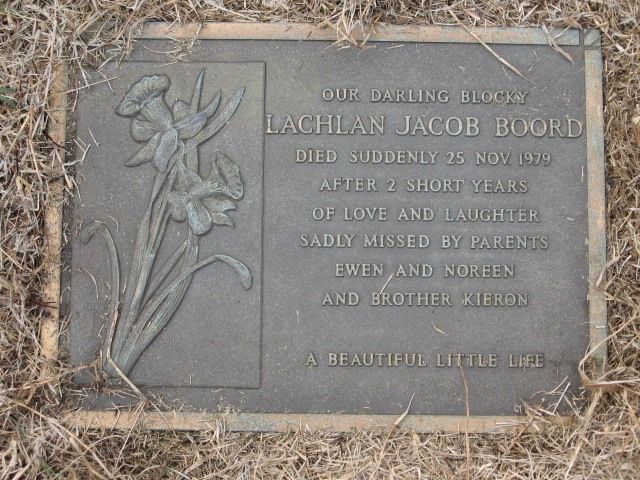 OUR DARLING BLOCKY
LACHLAN JACOB BOORD
DIED SUDDENLY 25 NOV 1979
AFTER 2 SHORT YEARS
OF LOVE AND LAUGHTER
SADLY MISSED BY PARENTS
EWEN AND NOREEN
AND BROTHER KIERON
A BEAUTIFUL LITTLE LIFE